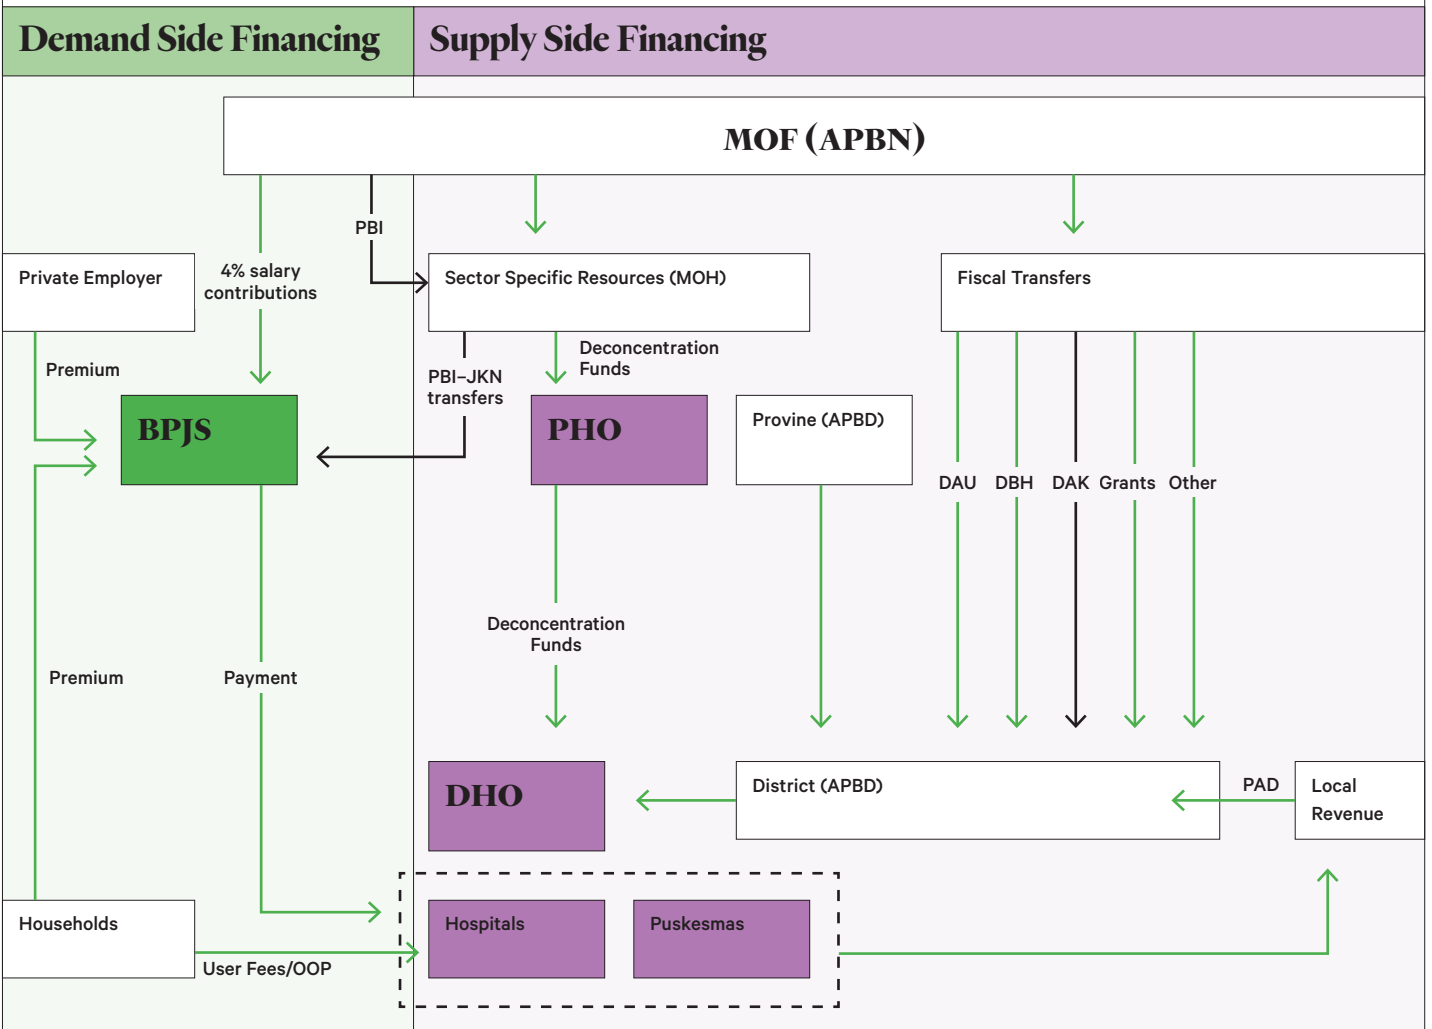 Demand Side Financing
Supply Side Financing
MOF (APBN)
PBI
Private Employer
4% salary
contributions
Sector Specific Resources (MOH)
Fiscal Transfers
Premium
PBI–JKN
transfers
Deconcentration
Funds
BPJS
PHO
Provine (APBD)
DAU
DBH
DAK
Grants
Other
Deconcentration
Funds
Premium
Payment
DHO
District (APBD)
PAD
Local
Revenue
Households
Hospitals
Puskesmas
User Fees/OOP